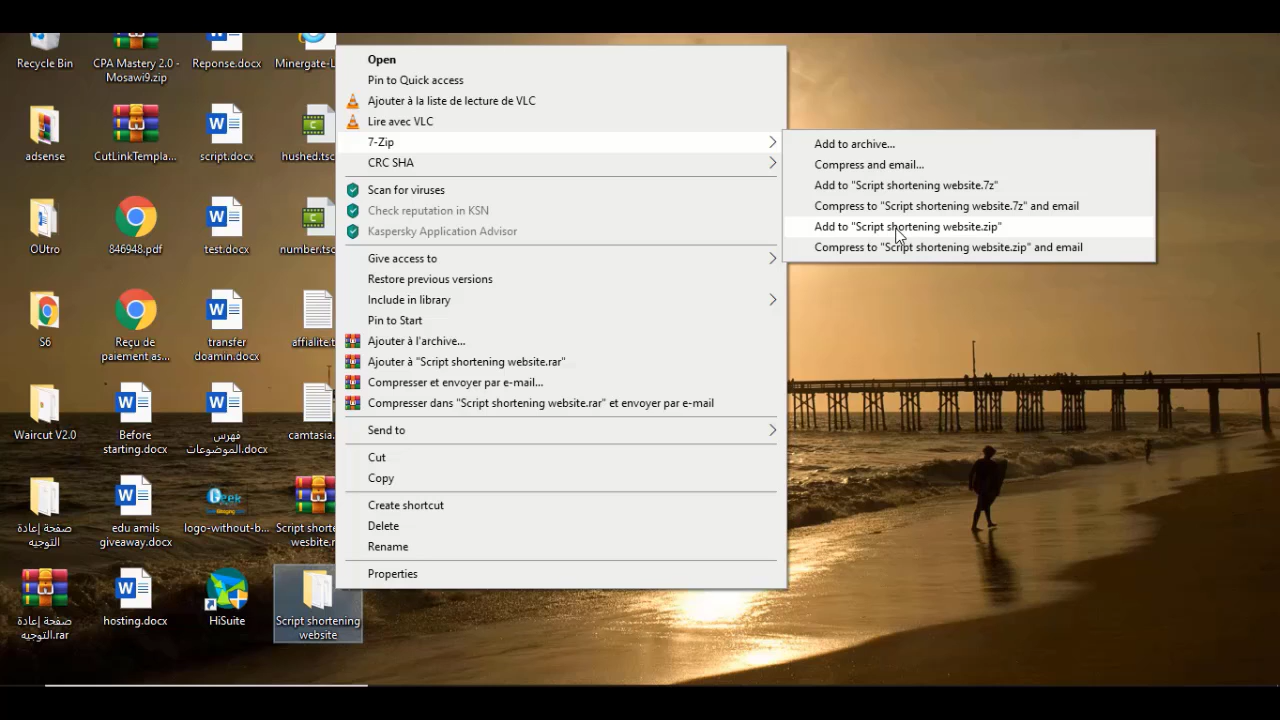 Recycle Bin
CPA Mastery 2.0 -
Mosawi9.zip
Reponse.docx
Minergate-
adsense
CutLinkTempla...
script.docx
hushed.tsc
OUtro
846948.pdf
test.docx
number.tsc
S6
Reçu de
paiement as...
transfer
doamin.docx
affialite.t
Waircut V2.0
Before
starting.docx
فهرس
الموضوعات.docx
camtasia.
صفحة إعادة
التوجيه
edu amils
giveaway.docx
Geek
logo-without-b...
Script shorte
wesbite.ra
صفحة إعادة
التوجيه.rar
hosting.docx
HiSuite
Script shortening
website
Open
Pin to Quick access
Ajouter à la liste de lecture de VLC
Lire avec VLC
7-Zip
CRC SHA
Scan for viruses
Check reputation in KSN
Kaspersky Application Advisor
Give access to
Restore previous versions
Include in library
Pin to Start
Ajouter à l'archive...
Ajouter à "Script shortening website.rar"
Compresser et envoyer par e-mail...
Compresser dans "Script shortening website.rar" et envoyer par e-mail
Send to
Cut
Copy
Create shortcut
Delete
Rename
Properties
Add to archive...
Compress and email...
Add to "Script shortening website.7z"
Compress to "Script shortening website.7z" and email
Add to "Script shortening website.zip"
Compress to "Script shortening website.zip" and email